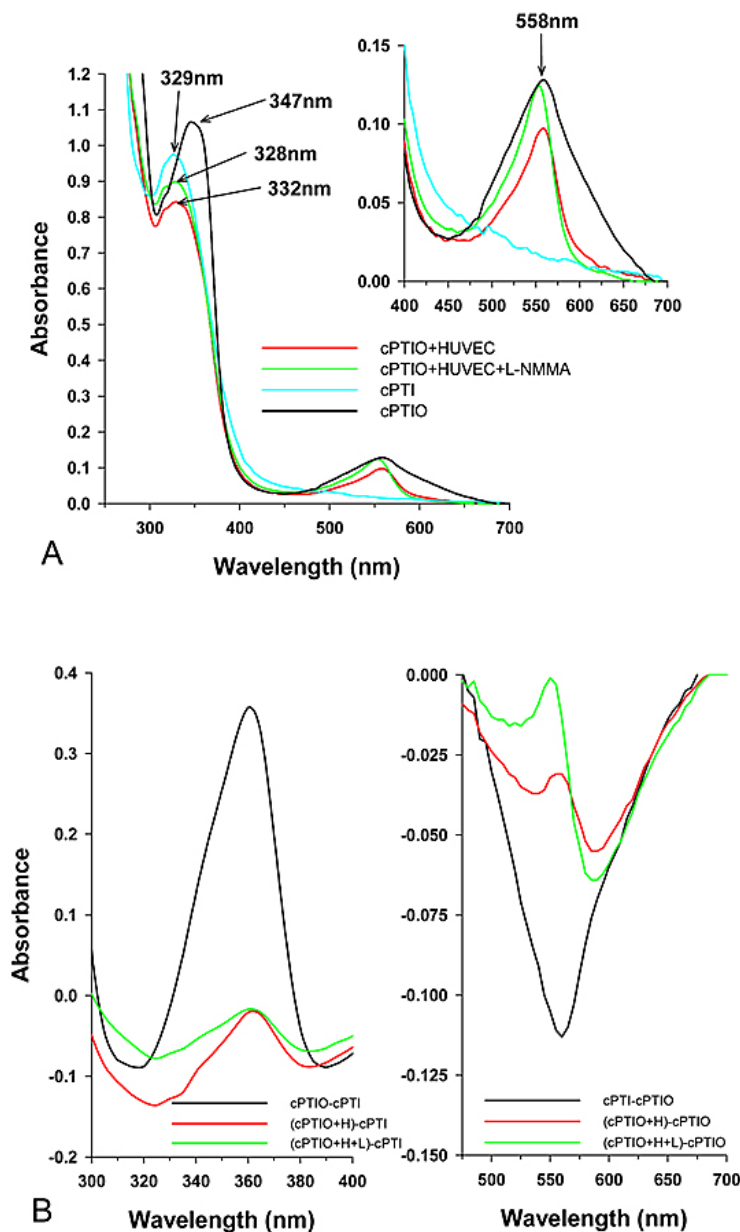 558nm
0.15
0.10
0.05
0.00
400 450 500 550 600 650 700
1.2
1.1
1.0
0.9
0.8
0.7
0.6
0.5
0.4
0.3
0.2
0.1
0.0
329nm
347nm
328nm
332nm
Absorbance
cPTIO+HUVEC
cPTIO+HUVEC+L-NMMA
cPTI
cPTIO
300 400 500 600 700
Wavelength (nm)
A
0.4
0.3
0.2
0.1
0.0
-0.1
-0.2
Absorbance
cPTIO-cPTI
(cPTIO+H)-cPTI
(cPTIO+H+L)-cPTI
300 320 340 360 380 400
Wavelength (nm)
0.000
-0.025
-0.050
-0.075
-0.100
-0.125
-0.150
cPTI-cPTIO
(cPTIO+H)-cPTIO
(cPTIO+H+L)-cPTIO
500 550 600 650 700
Wavelength (nm)
B